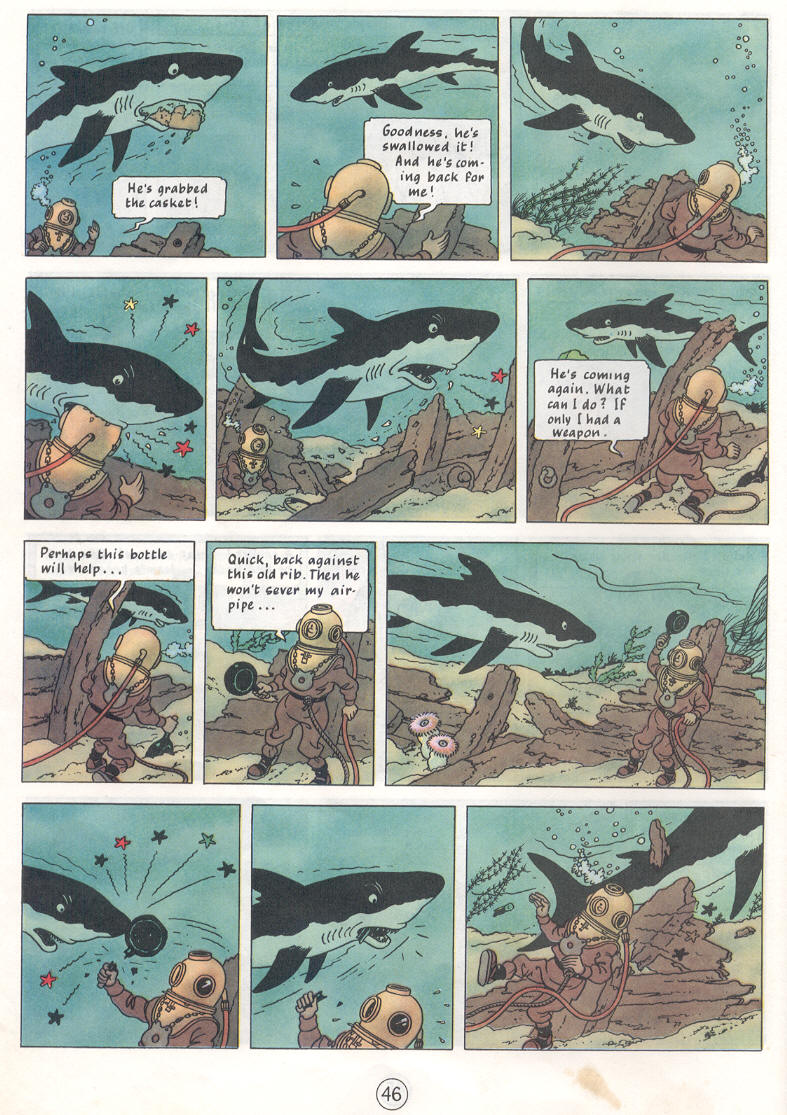 He's grabbed
the casket!
Goodness, he's
swallowed it!
And he's com-
ing back for
me!
He's coming
again. What
can I do? If
only I had a
weapon.
Perhaps this bottle
will help...
Quick, back against
this old rib. Then he
won't sever my air-
pipe...
46